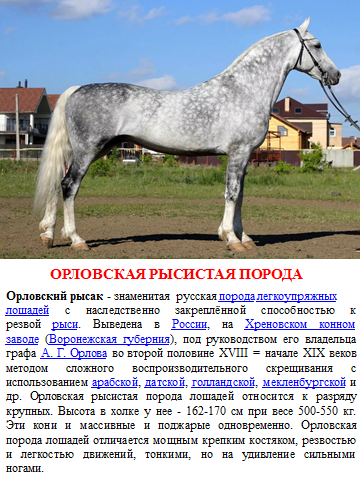 ОРЛОВСКАЯ РЫСИСТАЯ ПОРОДА
Орловский рысак - знаменитая русская порода легкоупряжных
лошадей с наследственно закреплённой способностью к
резвой рыси. Выведена в России, на Хреновском конном
заводе (Воронежская губерния), под руководством его владельца
графа А. Г. Орлова во второй половине XVIII = начале XIX веков
методом сложного воспроизводительного скрещивания с
использованием арабской, датской, голландской, мекленбургской и
др. Орловская рысистая порода лошадей относится к разряду
крупных. Высота в холке у нее - 162-170 см при весе 500-550 кг.
Эти кони и массивные и поджарые одновременно. Орловская
порода лошадей отличается мощным крепким костяком, резвостью
и легкостью движений, тонкими, но на удивление сильными
ногами.